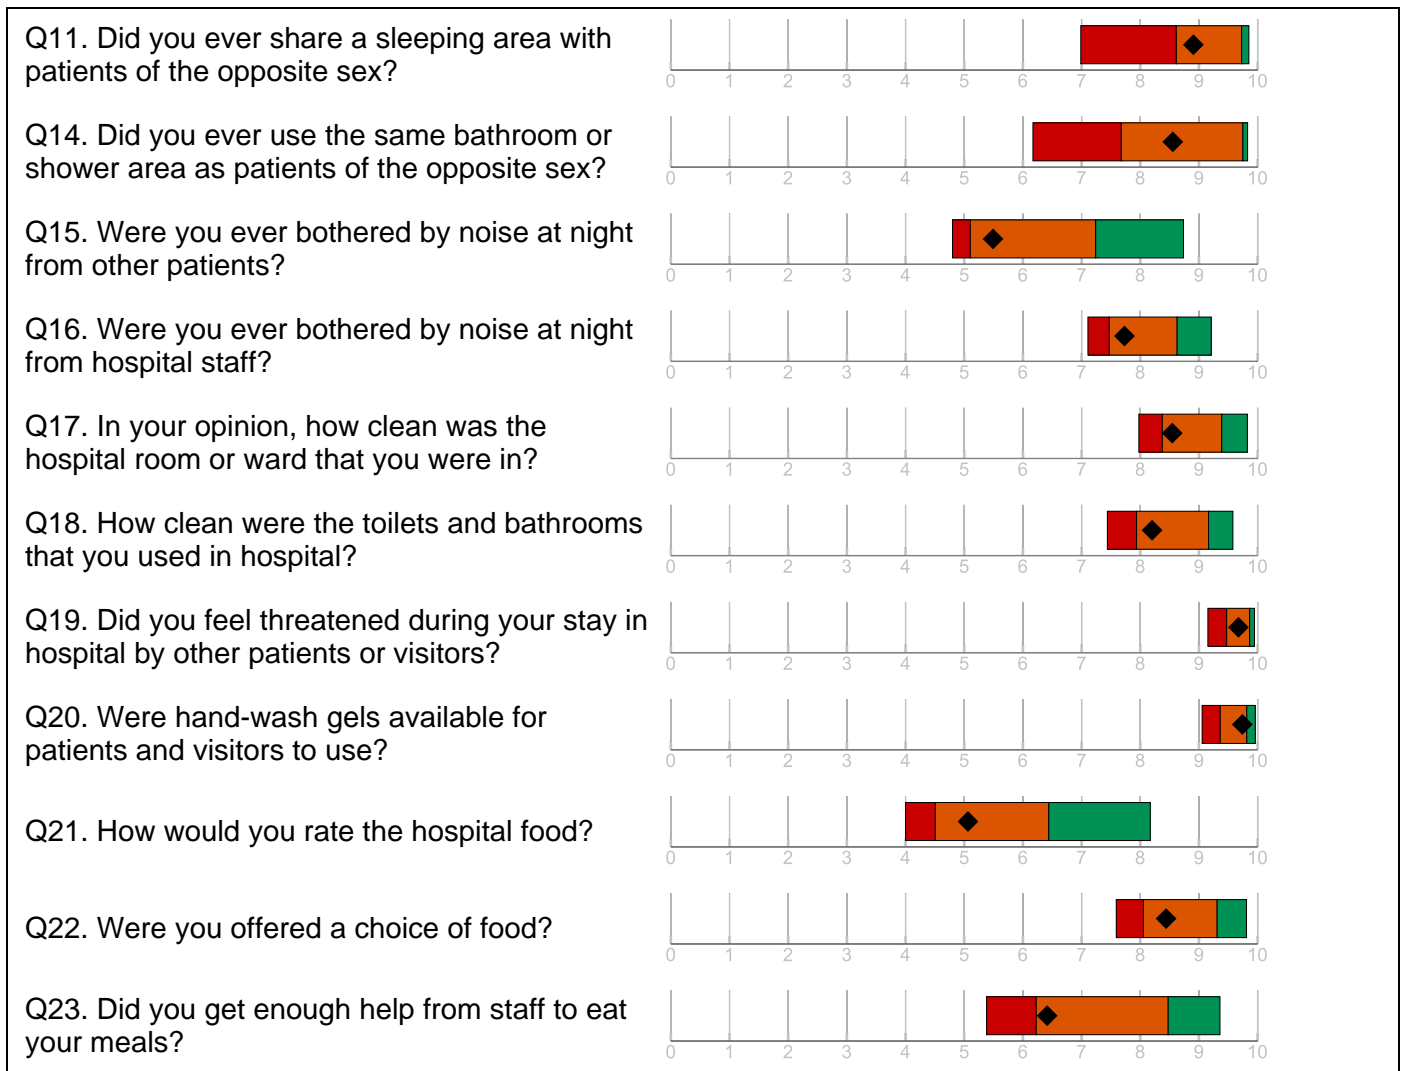 Q11. Did you ever share a sleeping area with
patients of the opposite sex?
0 1 2 3 4 5 6 7 8 9 10
Q14. Did you ever use the same bathroom or
shower area as patients of the opposite sex?
0 1 2 3 4 5 6 7 8 9 10
Q15. Were you ever bothered by noise at night
from other patients?
0 1 2 3 4 5 6 7 8 9 10
Q16. Were you ever bothered by noise at night
from hospital staff?
0 1 2 3 4 5 6 7 8 9 10
Q17. In your opinion, how clean was the
hospital room or ward that you were in?
0 1 2 3 4 5 6 7 8 9 10
Q18. How clean were the toilets and bathrooms
that you used in hospital?
0 1 2 3 4 5 6 7 8 9 10
Q19. Did you feel threatened during your stay in
hospital by other patients or visitors?
0 1 2 3 4 5 6 7 8 9 10
Q20. Were hand-wash gels available for
patients and visitors to use?
0 1 2 3 4 5 6 7 8 9 10
Q21. How would you rate the hospital food?
0 1 2 3 4 5 6 7 8 9 10
Q22. Were you offered a choice of food?
0 1 2 3 4 5 6 7 8 9 10
Q23. Did you get enough help from staff to eat
your meals?
0 1 2 3 4 5 6 7 8 9 10